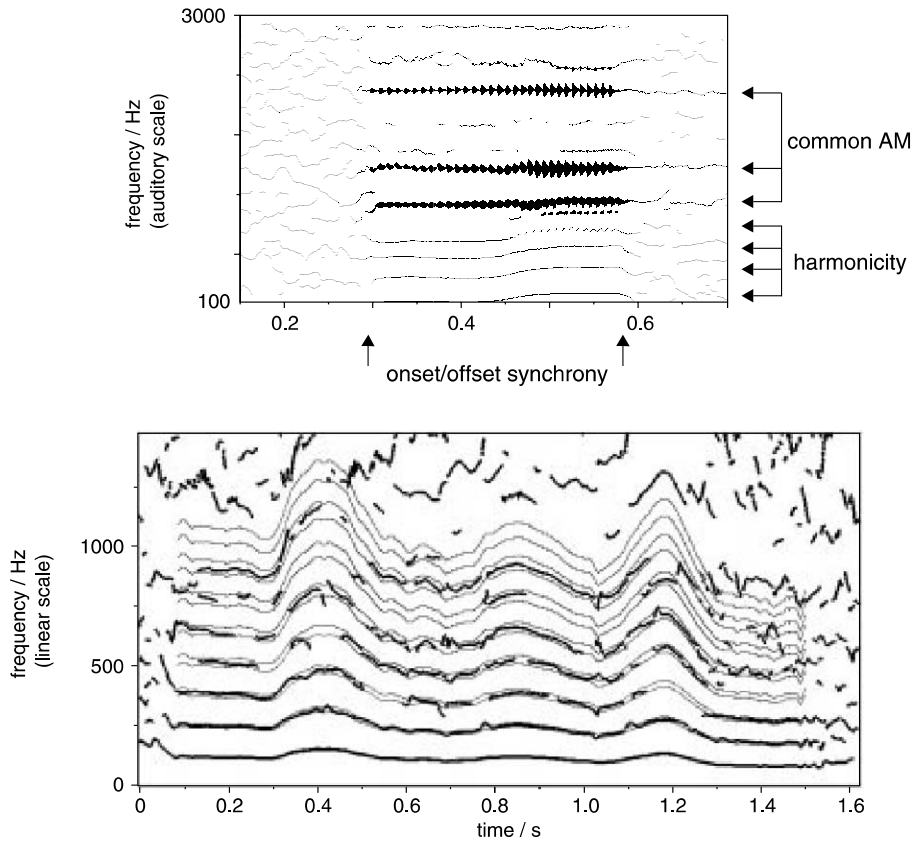 3000
frequency / Hz
(auditory scale)
common AM
harmonicity
100
0.2
0.4
0.6
onset/offset synchrony
frequency / Hz
(linear scale)
1000
500
0
0
0.2
0.4
0.6
0.8
1.0
1.2
1.4
1.6
time / s